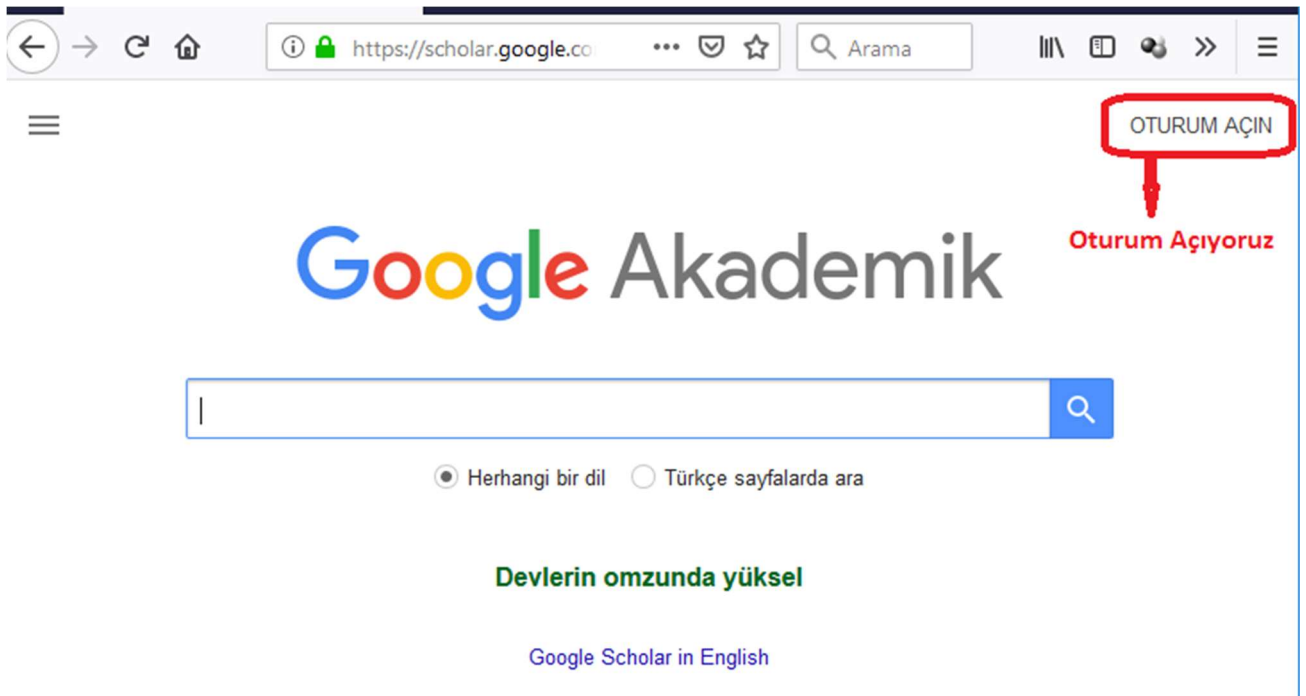 https://scholar.google.co
Arama
OTURUM AÇIN
Oturum Açıyoruz
Google Akademik
Herhangi bir dil
Türkçe sayfalarda ara
Devlerin omzunda yüksel
Google Scholar in English